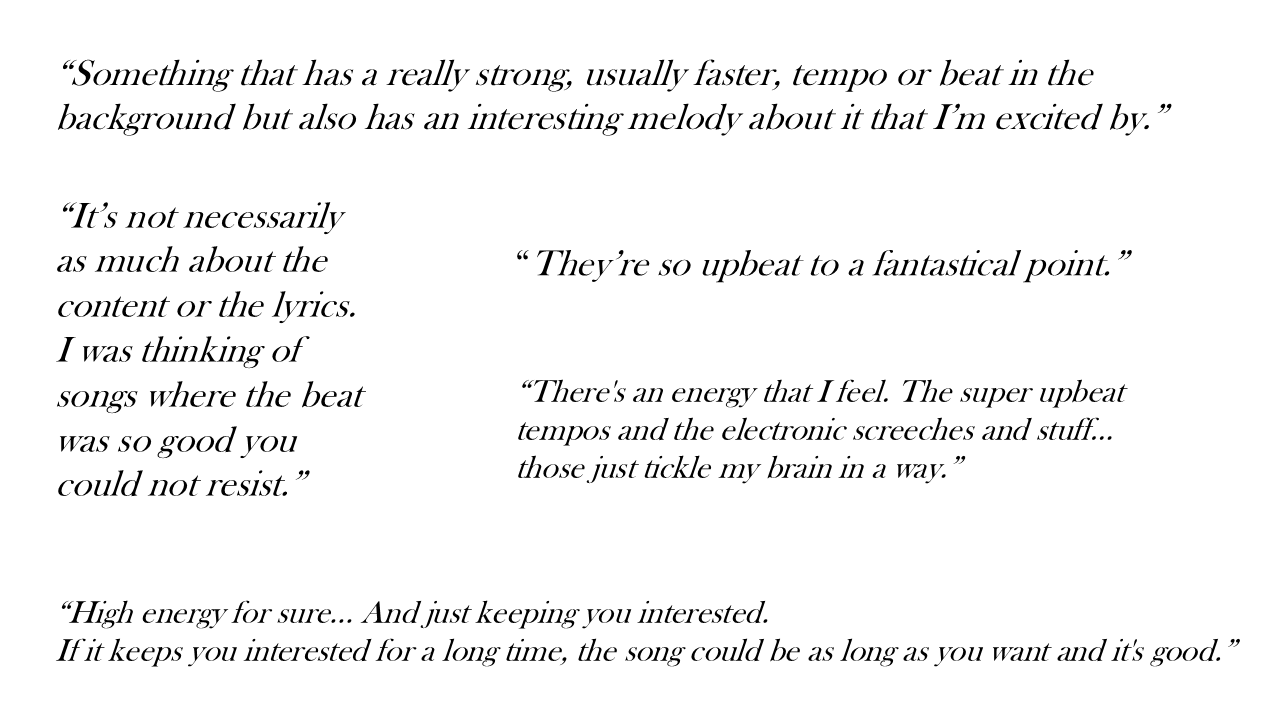 “Something that has a really strong, usually faster, tempo or beat in the
background but also has an interesting melody about it that I’m excited by.”
“It’s not necessarily
as much about the
content or the lyrics.
I was thinking of
songs where the beat
was so good you
could not resist.”
“ They’re so upbeat to a fantastical point.”
“There's an energy that I feel. The super upbeat
tempos and the electronic screeches and stuff...
those just tickle my brain in a way.”
“High energy for sure... And just keeping you interested.
If it keeps you interested for a long time, the song could be as long as you want and it's good.”